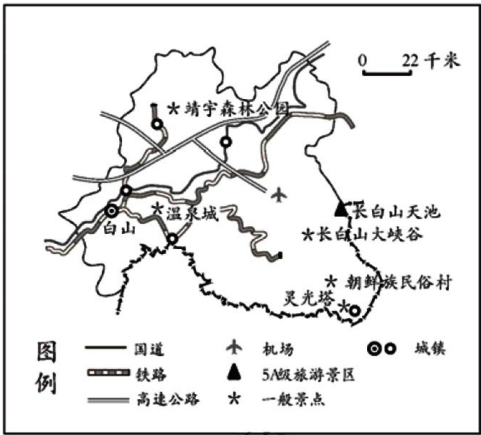 0 22 千米
靖宇森林公园
长白山天池
温泉城
白山
长白山大峡谷
朝鲜族民俗村
灵光塔
图例
国道 机场 城镇
铁路 5A级旅游景区
高速公路 一般景点